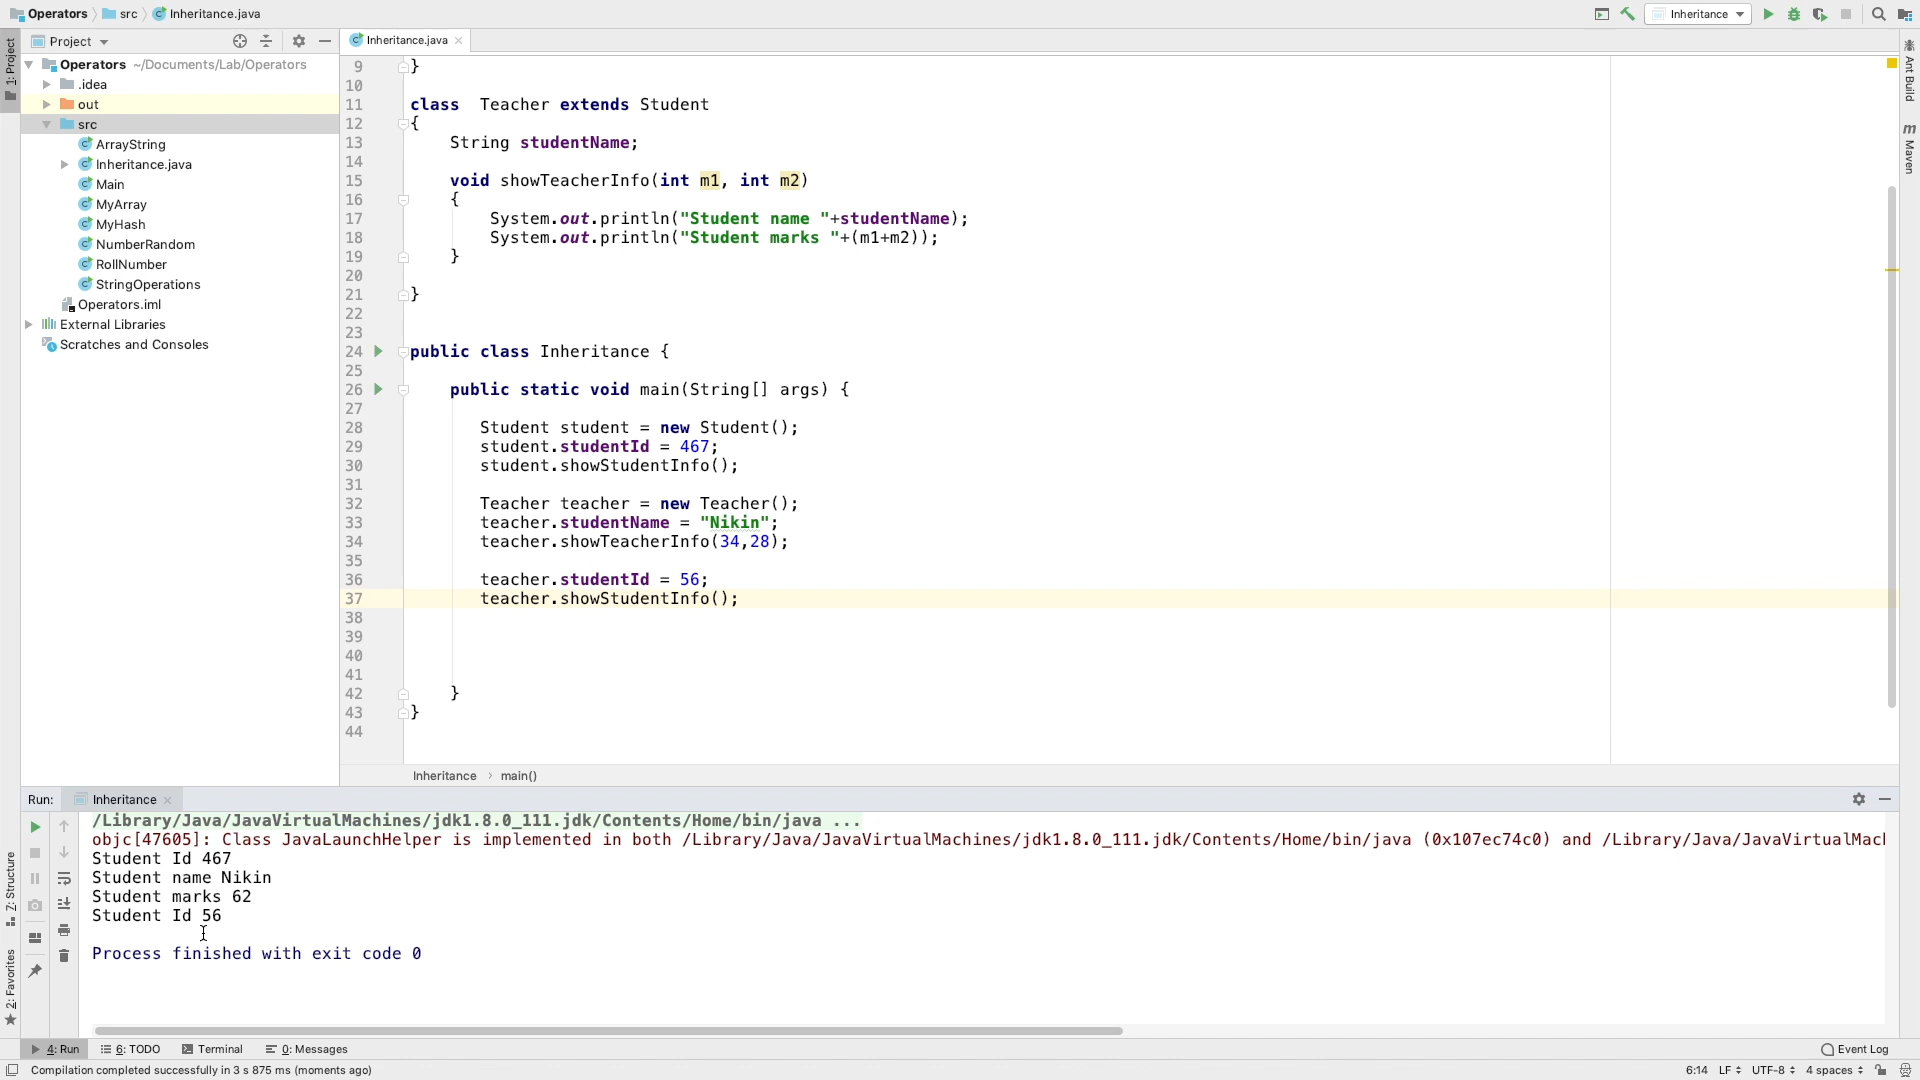 Operators src Inheritance.java Inheritance
Project Inheritance.java
1: Project
Operators ~/Documents/Lab/Operators
.idea
out
src
ArrayString
Inheritance.java
Main
MyArray
MyHash
NumberRandom
RollNumber
StringOperations
Operators.iml
External Libraries
Scratches and Consoles
9 }
10
11 class  Teacher extends Student
12 {
13     String studentName;
14
15     void showTeacherInfo(int m1, int m2)
16     {
17         System.out.println("Student name "+studentName);
18         System.out.println("Student marks "+(m1+m2));
19     }
20
21 }
22
23
24 public class Inheritance {
25
26     public static void main(String[] args) {
27
28        Student student = new Student();
29        student.studentId = 467;
30        student.showStudentInfo();
31
32        Teacher teacher = new Teacher();
33        teacher.studentName = "Nikin";
34        teacher.showTeacherInfo(34,28);
35
36        teacher.studentId = 56;
37        teacher.showStudentInfo();
38
39
40
41
42     }
43 }
44
Inheritance › main()
Ant Build
m Maven
Run: Inheritance
/Library/Java/JavaVirtualMachines/jdk1.8.0_111.jdk/Contents/Home/bin/java ...
objc[47605]: Class JavaLaunchHelper is implemented in both /Library/Java/JavaVirtualMachines/jdk1.8.0_111.jdk/Contents/Home/bin/java (0x107ec74c0) and /Library/Java/JavaVirtualMacl
Student Id 467
Student name Nikin
Student marks 62
Student Id 56
Process finished with exit code 0
Z: Structure
2: Favorites
4: Run 6: TODO Terminal 0: Messages Event Log
Compilation completed successfully in 3 s 875 ms (moments ago) 6:14 LF UTF-8 4 spaces